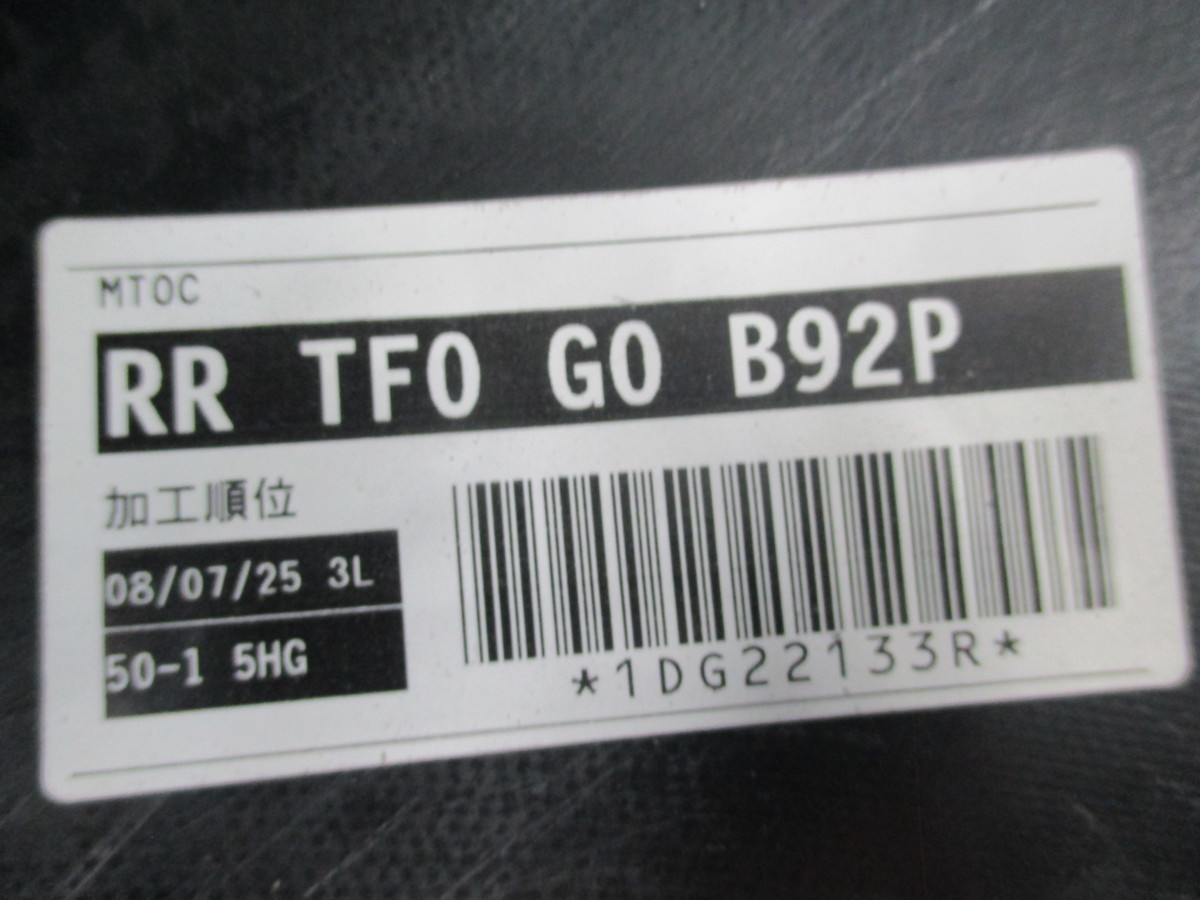 MTOC
RR TF0 G0 B92P
加工順位
08/07/25 3L
50-1 5HG
*1DG22133R*